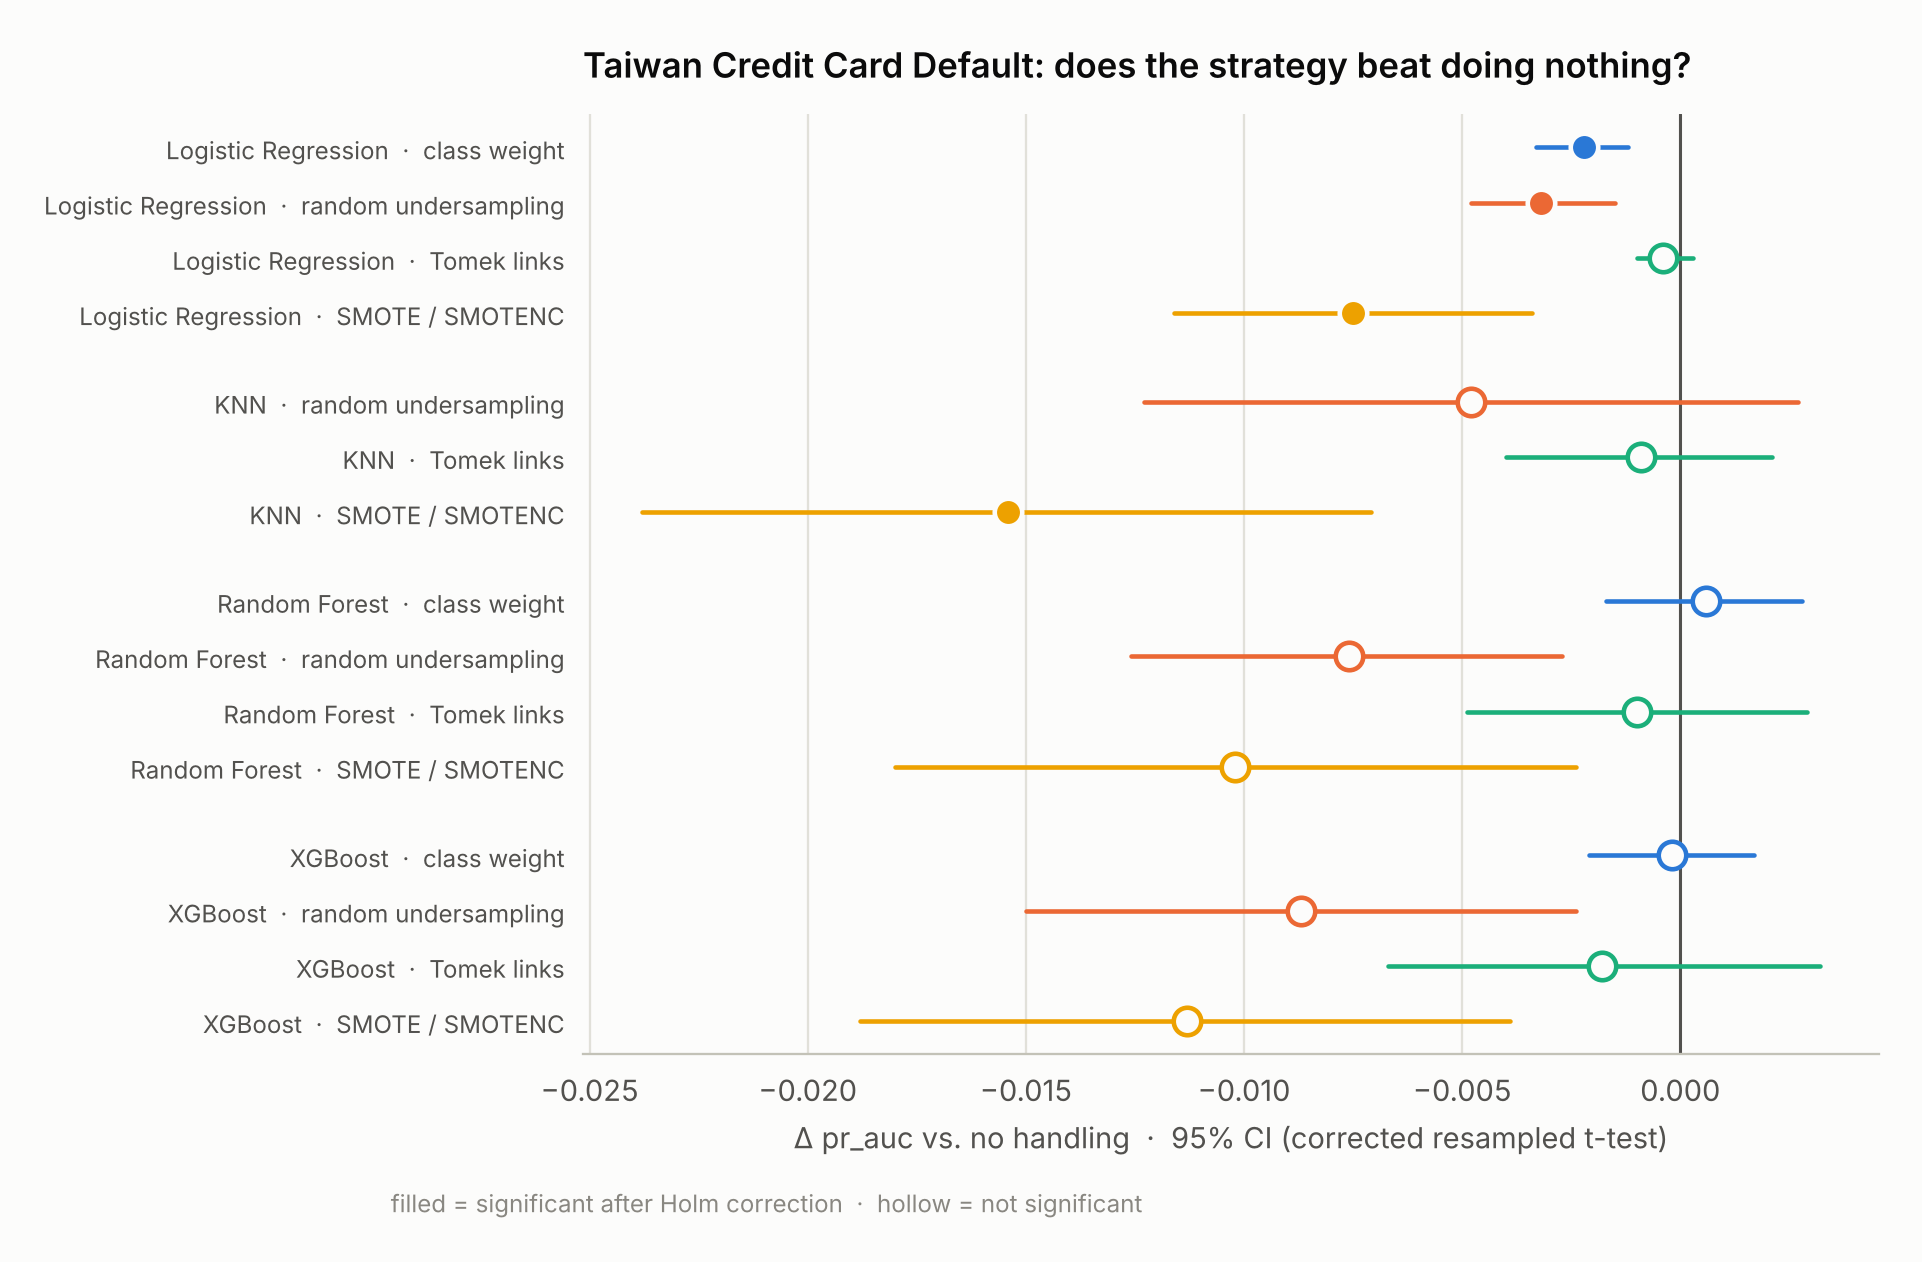 Taiwan Credit Card Default: does the strategy beat doing nothing?
Logistic Regression · class weight
Logistic Regression · random undersampling
Logistic Regression · Tomek links
Logistic Regression · SMOTE / SMOTENC
KNN · random undersampling
KNN · Tomek links
KNN · SMOTE / SMOTENC
Random Forest · class weight
Random Forest · random undersampling
Random Forest · Tomek links
Random Forest · SMOTE / SMOTENC
XGBoost · class weight
XGBoost · random undersampling
XGBoost · Tomek links
XGBoost · SMOTE / SMOTENC
−0.025 −0.020 −0.015 −0.010 −0.005 0.000
Δ pr_auc vs. no handling · 95% CI (corrected resampled t-test)
filled = significant after Holm correction · hollow = not significant